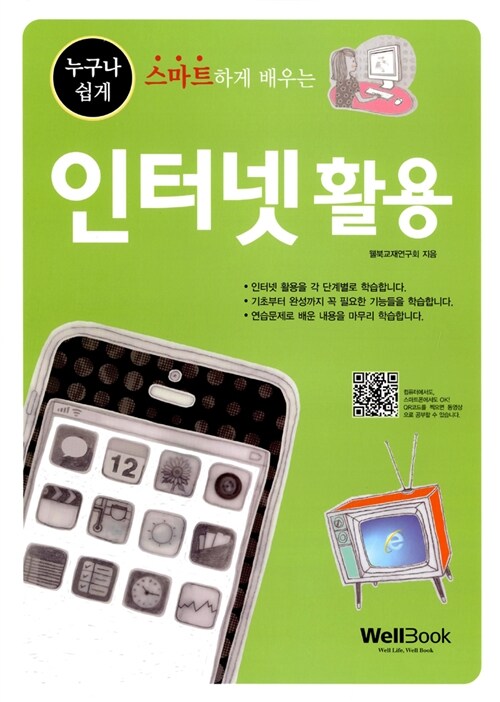 누구나
쉽게
스마트하게 배우는
인터넷 활용
웰북교재연구회 지음
• 인터넷 활용을 각 단계별로 학습합니다.
• 기초부터 완성까지 꼭 필요한 기능들을 학습합니다.
• 연습문제로 배운 내용을 마무리 학습합니다.
컴퓨터에서도,
스마트폰에서도 OK!
QR코드를 찍으면 동영상
으로 공부할 수 있습니다.
12
e
WellBook
Well Life, Well Book